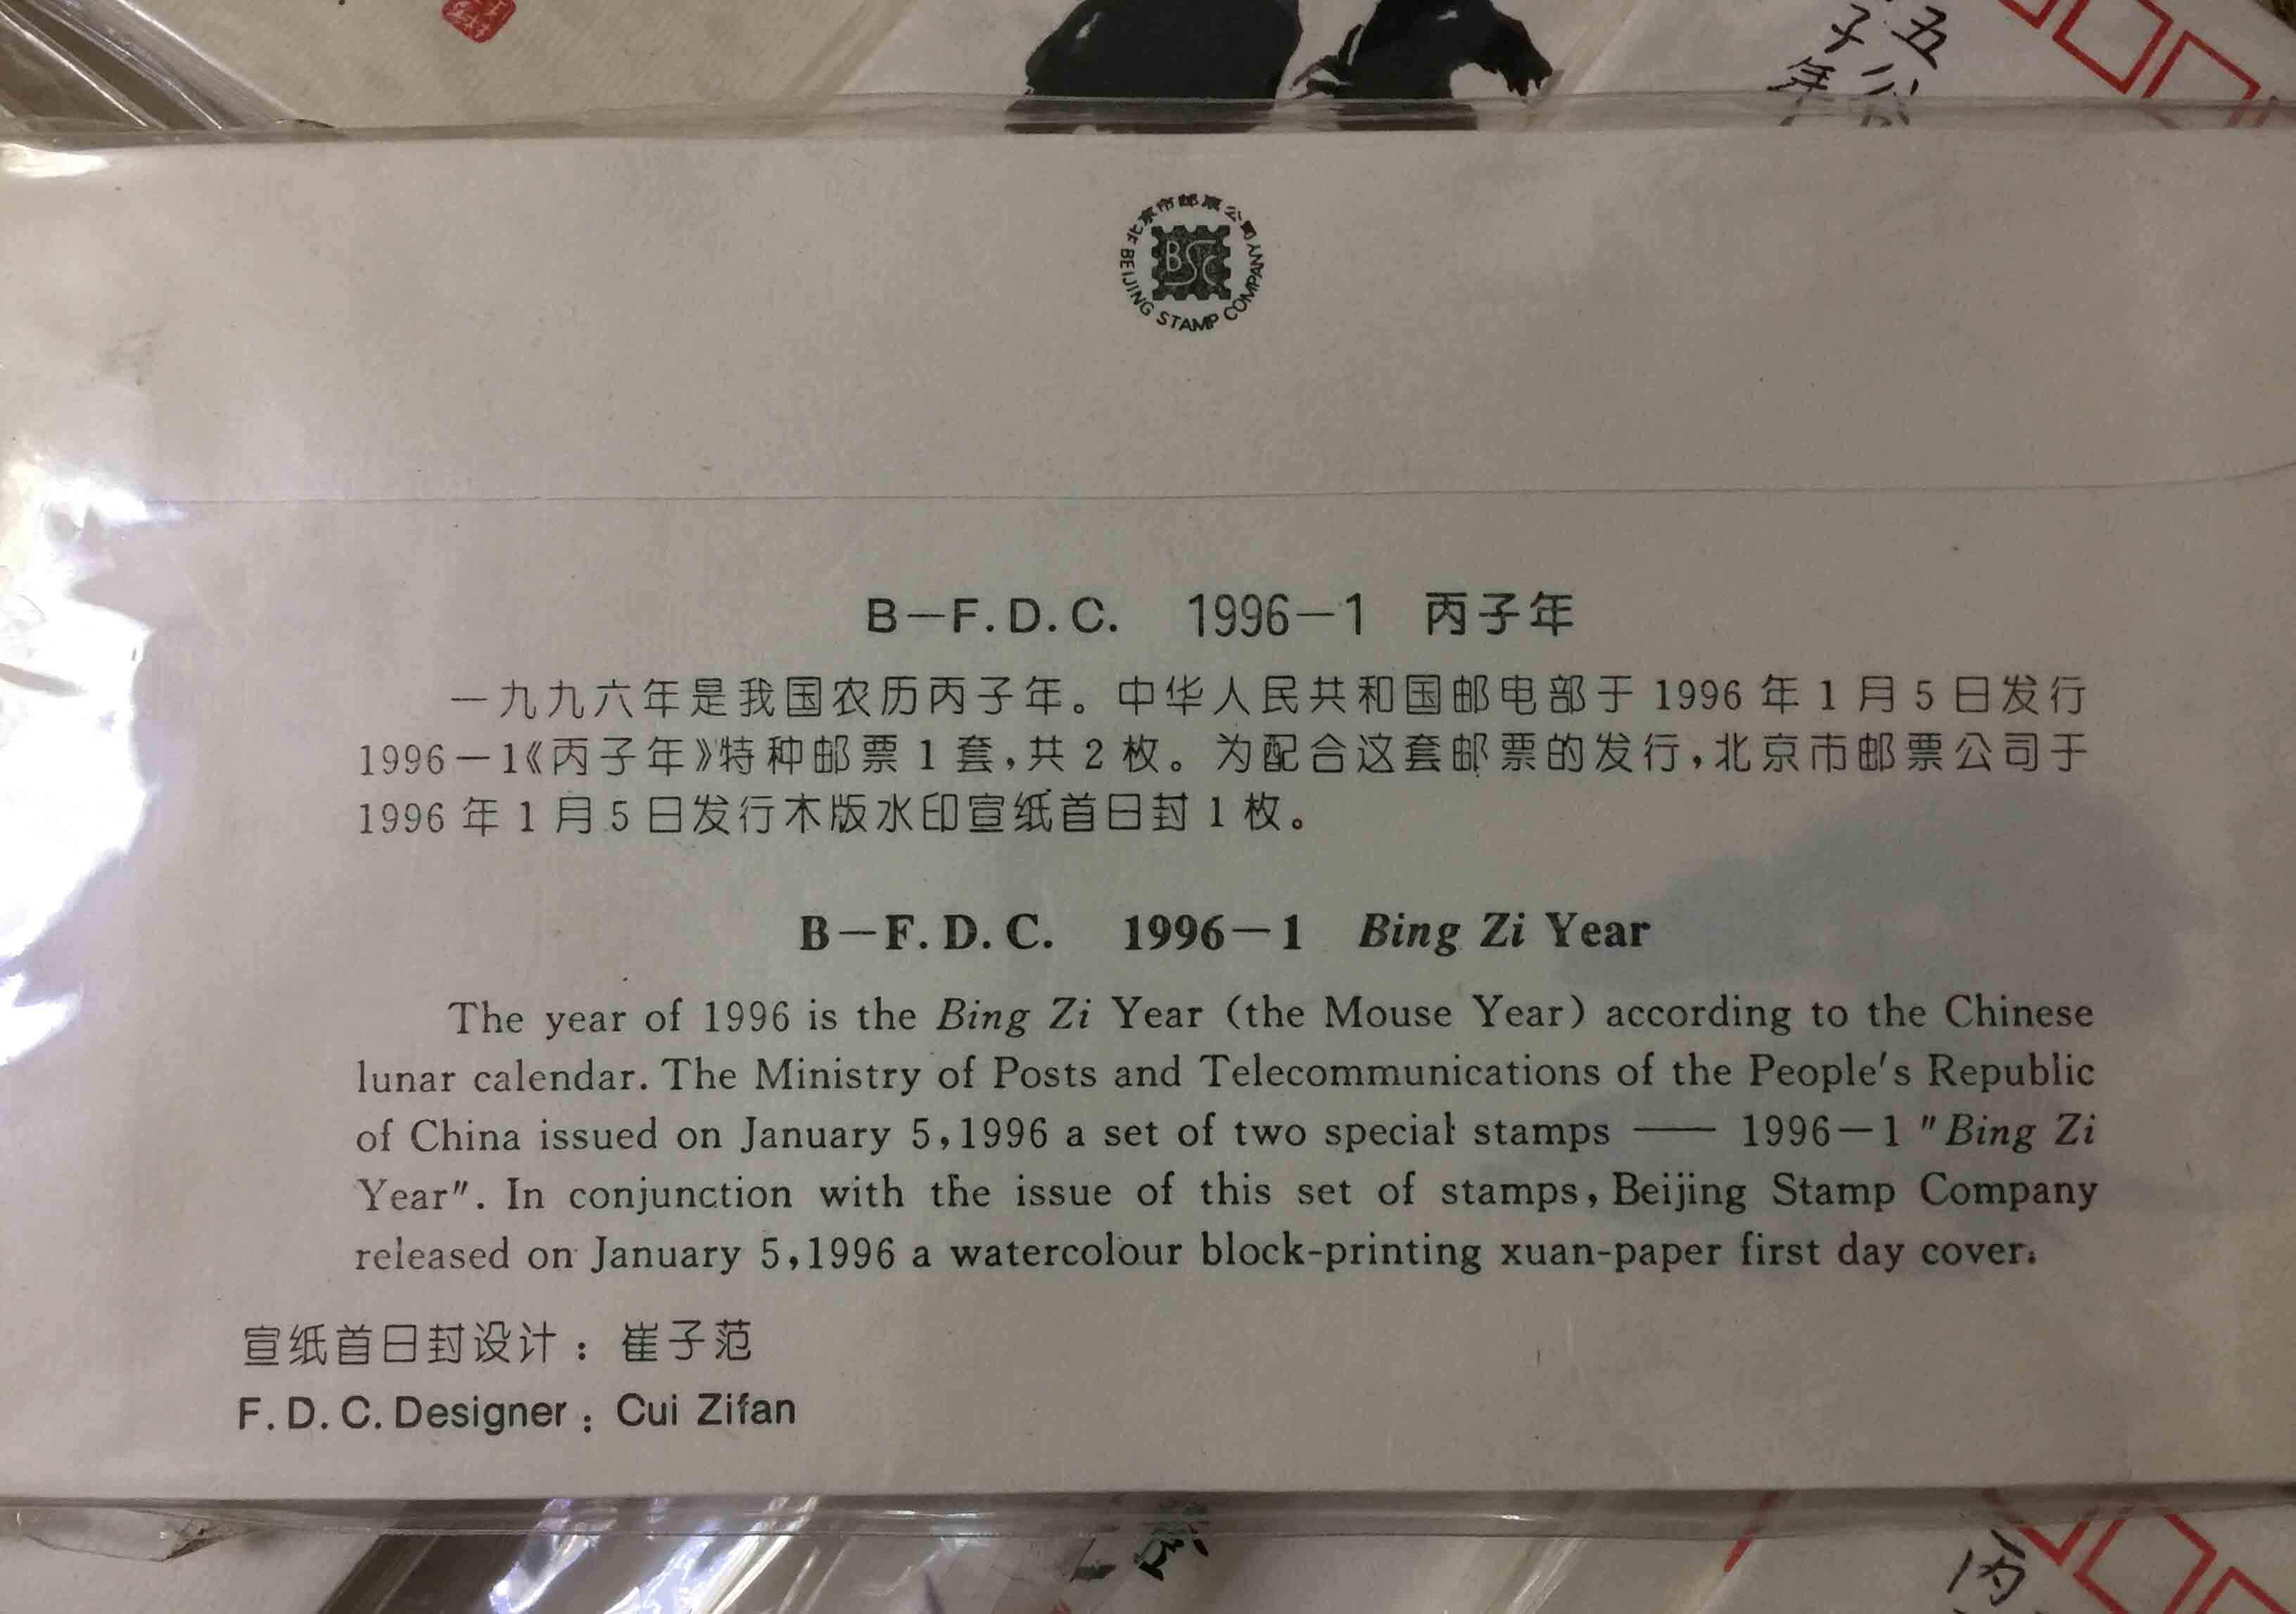 五
子
年
北京市邮票公司
BSC
BEIJING STAMP COMPANY
B—F.D.C. 1996—1 丙子年
一九九六年是我国农历丙子年。中华人民共和国邮电部于 1996 年 1 月 5 日发行
1996—1《丙子年》特种邮票 1 套,共 2 枚。为配合这套邮票的发行,北京市邮票公司于
1996 年 1 月 5 日发行木版水印宣纸首日封 1 枚。
B—F.D.C. 1996—1 Bing Zi Year
The year of 1996 is the Bing Zi Year (the Mouse Year) according to the Chinese
lunar calendar. The Ministry of Posts and Telecommunications of the People's Republic
of China issued on January 5,1996 a set of two special stamps —— 1996—1 "Bing Zi
Year". In conjunction with the issue of this set of stamps, Beijing Stamp Company
released on January 5,1996 a watercolour block-printing xuan-paper first day cover.
宣纸首日封设计：崔子范
F.D.C.Designer：Cui Zifan
丙